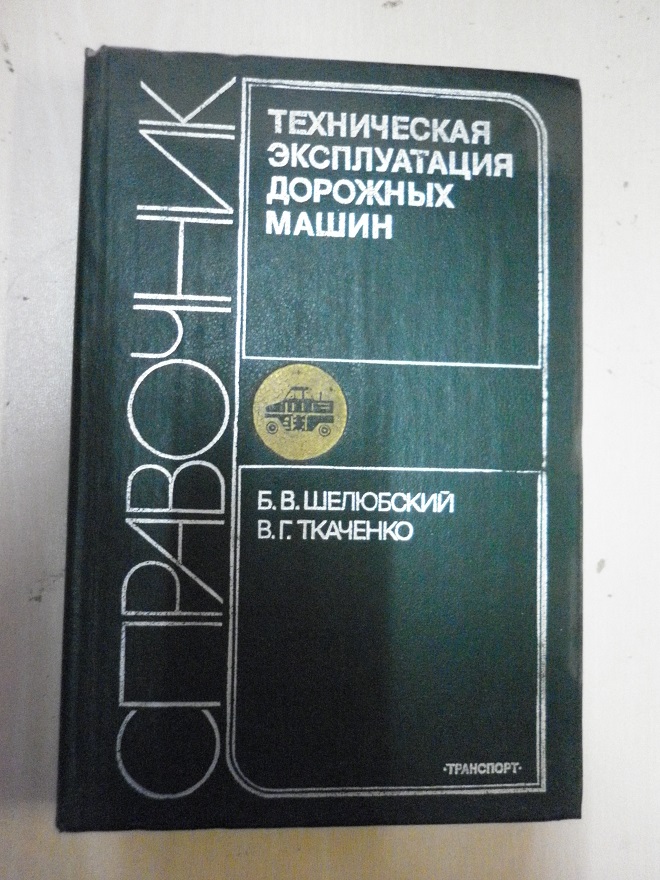 СПРАВОЧНИК
ТЕХНИЧЕСКАЯ
ЭКСПЛУАТАЦИЯ
ДОРОЖНЫХ
МАШИН
Б. В. ШЕЛЮБСКИЙ
В. Г. ТКАЧЕНКО
·ТРАНСПОРТ·